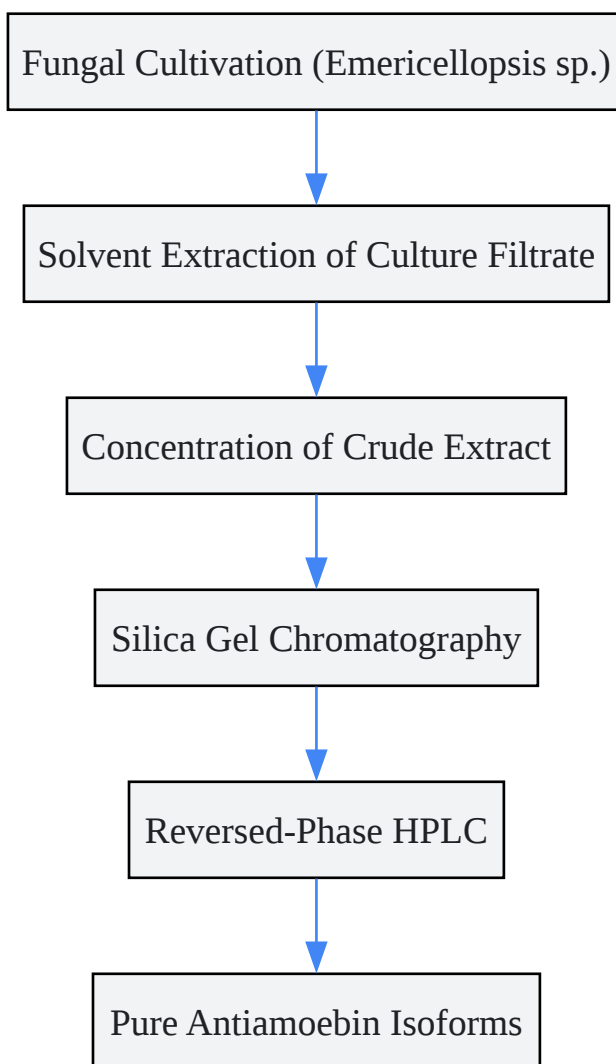 Fungal Cultivation (Emericellopsis sp.)
Solvent Extraction of Culture Filtrate
Concentration of Crude Extract
Silica Gel Chromatography
Reversed-Phase HPLC
Pure Antiamoebin Isoforms